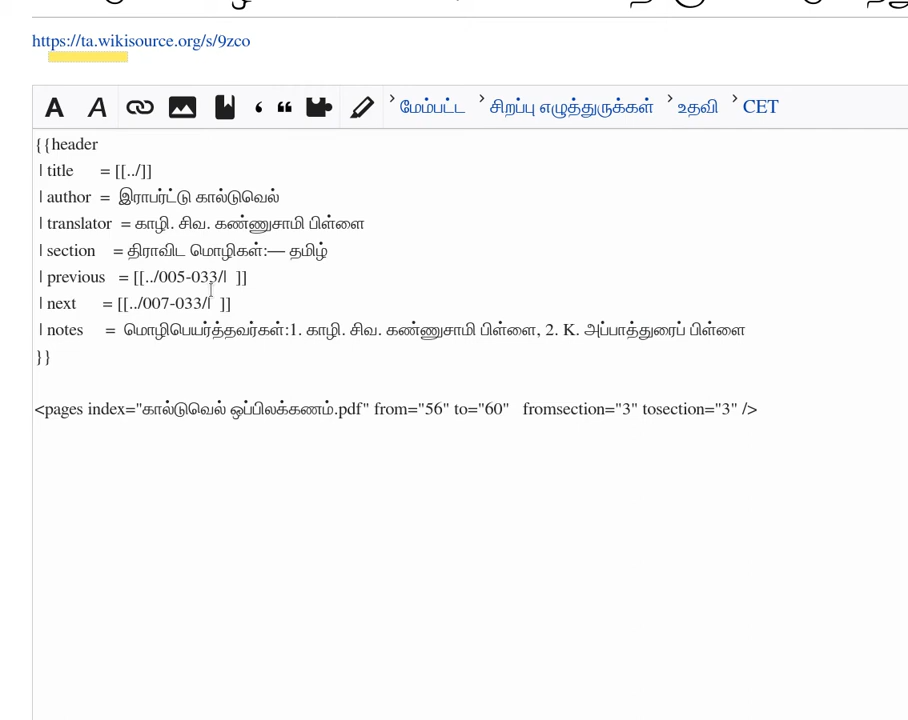 https://ta.wikisource.org/s/9zco
A A மேம்பட்ட சிறப்பு எழுத்துருக்கள் உதவி CET
{{header
| title = [[../]]
| author = இராபர்ட்டு கால்டுவெல்
| translator = காழி. சிவ. கண்ணுசாமி பிள்ளை
| section = திராவிட மொழிகள்:— தமிழ்
| previous = [[../005-033/| ]]
| next = [[../007-033/| ]]
| notes = மொழிபெயர்த்தவர்கள்:1. காழி. சிவ. கண்ணுசாமி பிள்ளை, 2. K. அப்பாத்துரைப் பிள்ளை
}}
<pages index="கால்டுவெல் ஒப்பிலக்கணம்.pdf" from="56" to="60" fromsection="3" tosection="3" />